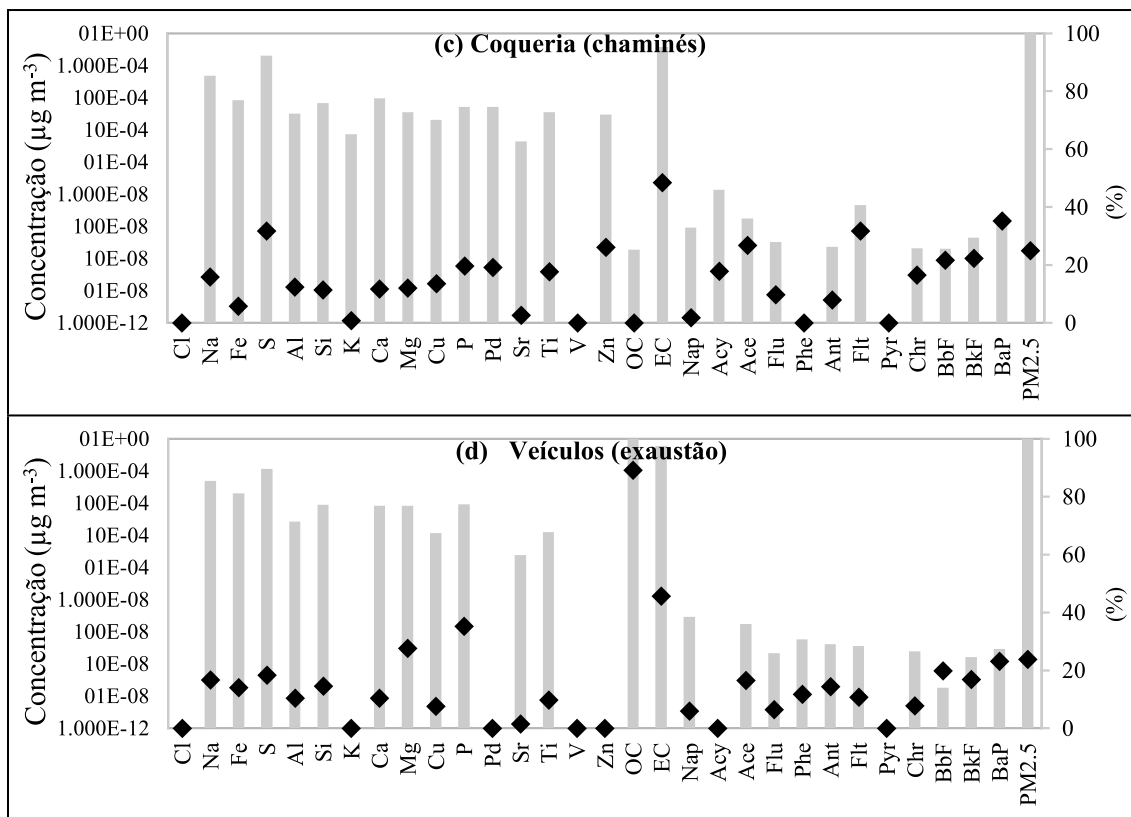 (c) Coqueria (chaminés)
Concentração (µg m-3)
01E+00
1.000E-04
100E-04
10E-04
01E-04
1.000E-08
100E-08
10E-08
01E-08
1.000E-12
100
80
60
40
20
0
(%)
Cl Na Fe S Al Si K Ca Mg Cu P Pd Sr Ti V Zn OC EC Nap Acy Ace Flu Phe Ant Flt Pyr Chr BbF BkF BaP PM2.5
(d) Veículos (exaustão)
Concentração (µg m-3)
01E+00
1.000E-04
100E-04
10E-04
01E-04
1.000E-08
100E-08
10E-08
01E-08
1.000E-12
100
80
60
40
20
0
(%)
Cl Na Fe S Al Si K Ca Mg Cu P Pd Sr Ti V Zn OC EC Nap Acy Ace Flu Phe Ant Flt Pyr Chr BbF BkF BaP PM2.5